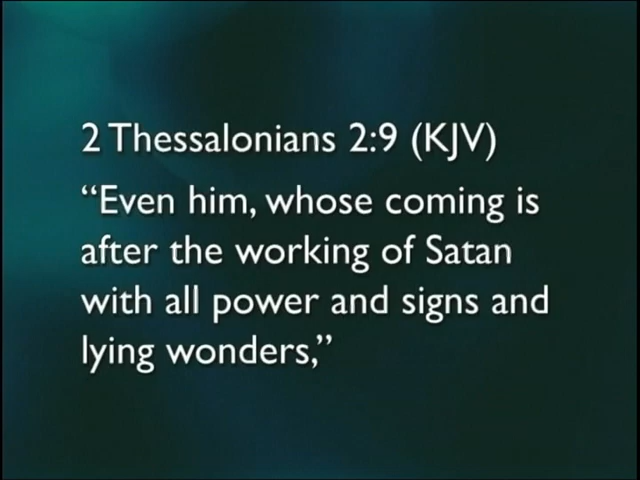 2 Thessalonians 2:9 (KJV)
“Even him, whose coming is
after the working of Satan
with all power and signs and
lying wonders,”